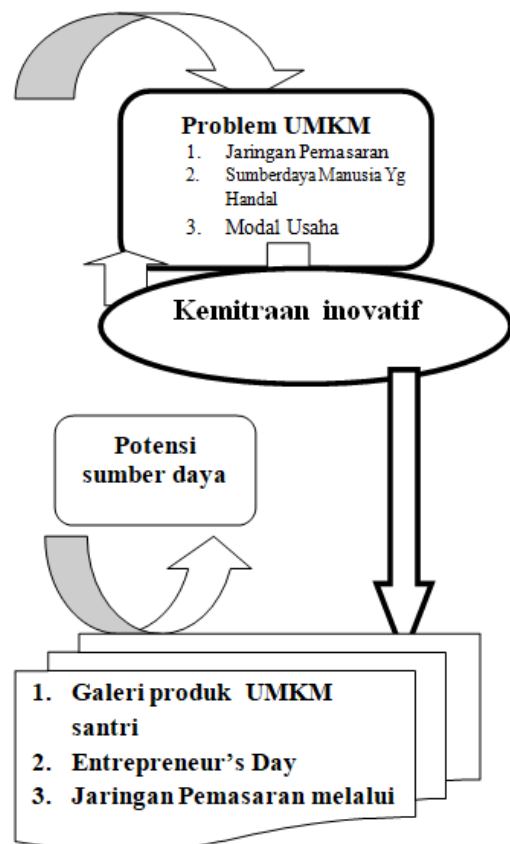 Problem UMKM
1. Jaringan Pemasaran
2. Sumberdaya Manusia Yg
Handal
3. Modal Usaha
Kemitraan inovatif
Potensi
sumber daya
1. Galeri produk UMKM
santri
2. Entrepreneur's Day
3. Jaringan Pemasaran melalui